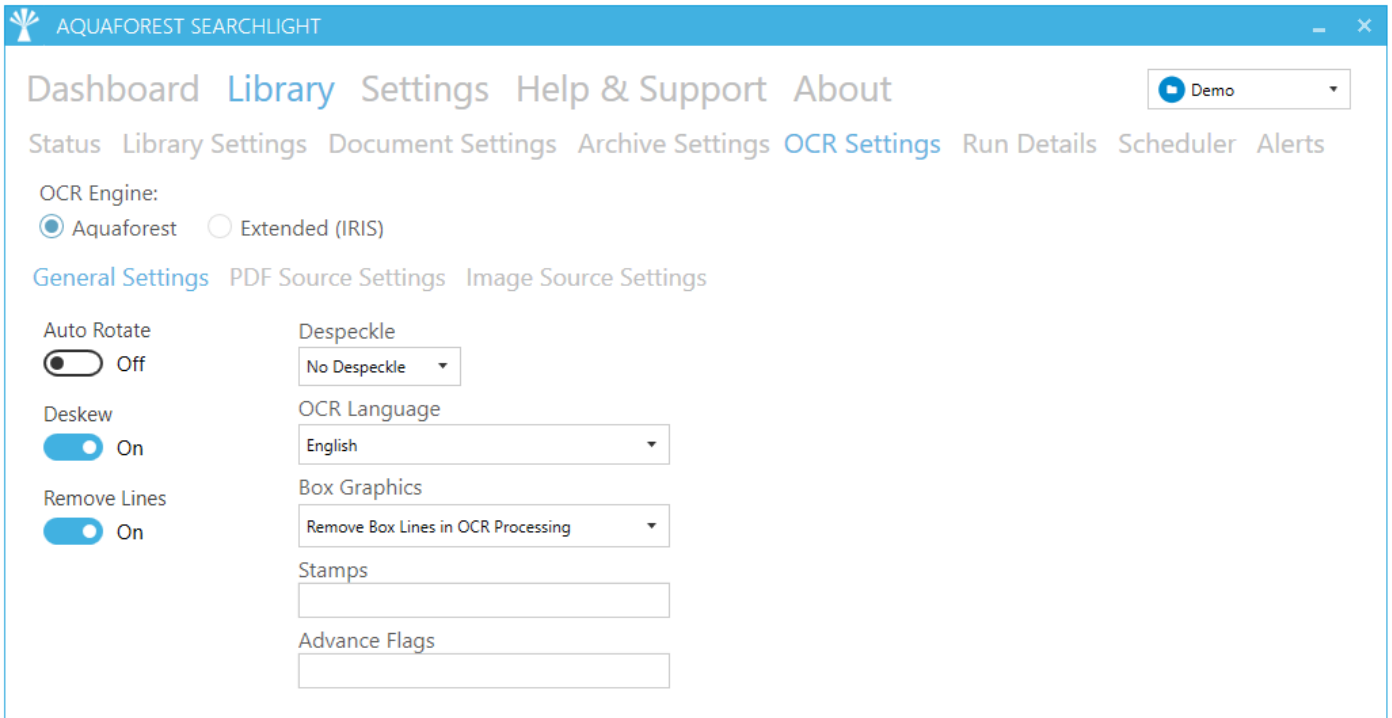 AQUAFOREST SEARCHLIGHT
Dashboard Library Settings Help & Support About Demo
Status Library Settings Document Settings Archive Settings OCR Settings Run Details Scheduler Alerts
OCR Engine:
Aquaforest Extended (IRIS)
General Settings PDF Source Settings Image Source Settings
Auto Rotate Despeckle
Off No Despeckle
Deskew OCR Language
On English
Remove Lines Box Graphics
On Remove Box Lines in OCR Processing
Stamps
Advance Flags